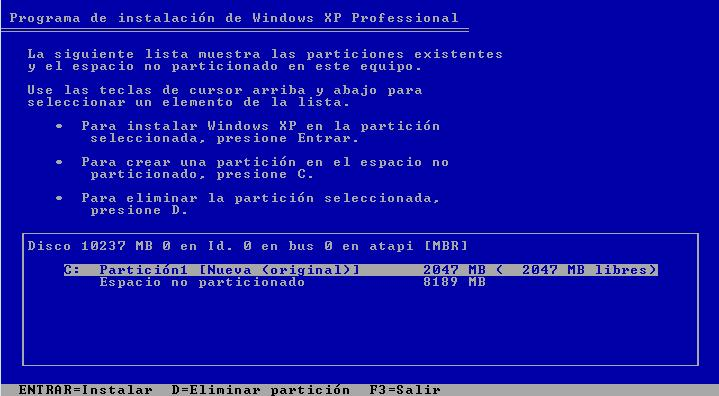 Programa de instalación de Windows XP Professional
La siguiente lista muestra las particiones existentes
y el espacio no particionado en este equipo.
Use las teclas de cursor arriba y abajo para
seleccionar un elemento de la lista.
• Para instalar Windows XP en la partición
seleccionada, presione Entrar.
• Para crear una partición en el espacio no
particionado, presione C.
• Para eliminar la partición seleccionada,
presione D.
Disco 10237 MB 0 en Id. 0 en bus 0 en atapi [MBR]
C: Partición1 [Nueva (original)] 2047 MB ( 2047 MB libres)
Espacio no particionado 8189 MB
ENTRAR=Instalar D=Eliminar partición F3=Salir